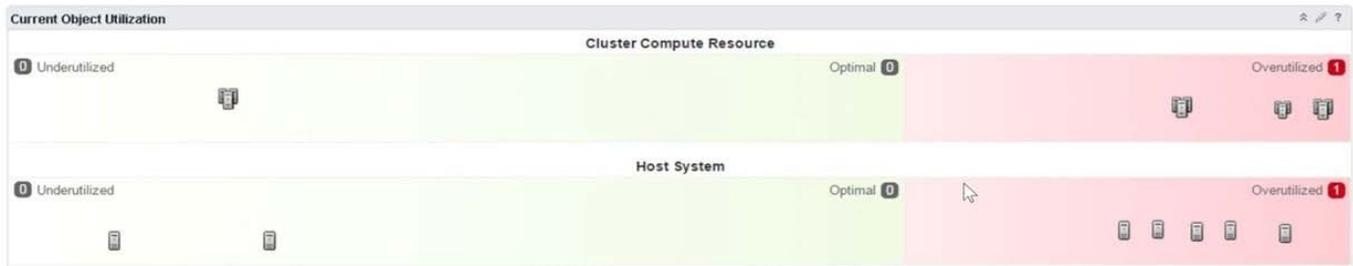 Current Object Utilization ?
Cluster Compute Resource
0 Underutilized Optimal 0 Overutilized 1
Host System
0 Underutilized Optimal 0 Overutilized 1